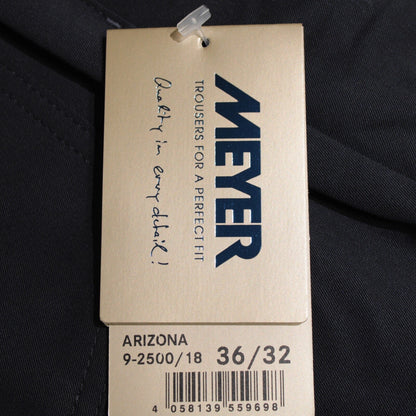 MEYER
TROUSERS FOR A PERFECT FIT
Quality in every detail!
ARIZONA
9-2500/18 36/32
4 058139 559698